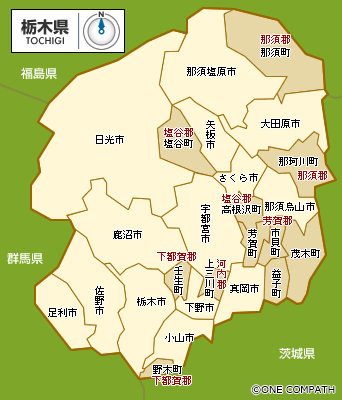 栃木県
TOCHIGI
N
福島県
那須郡
那須町
那須塩原市
日光市
塩谷郡
塩谷町
矢板市
大田原市
さくら市
那珂川町
那須郡
塩谷郡
高根沢町
那須烏山市
芳賀郡
宇都宮市
鹿沼市
芳賀町
市貝町
茂木町
群馬県
下都賀郡
壬生町
上三川町
河内郡
益子町
真岡市
足利市
佐野市
栃木市
下野市
小山市
野木町
下都賀郡
茨城県
©ONE COMPATH